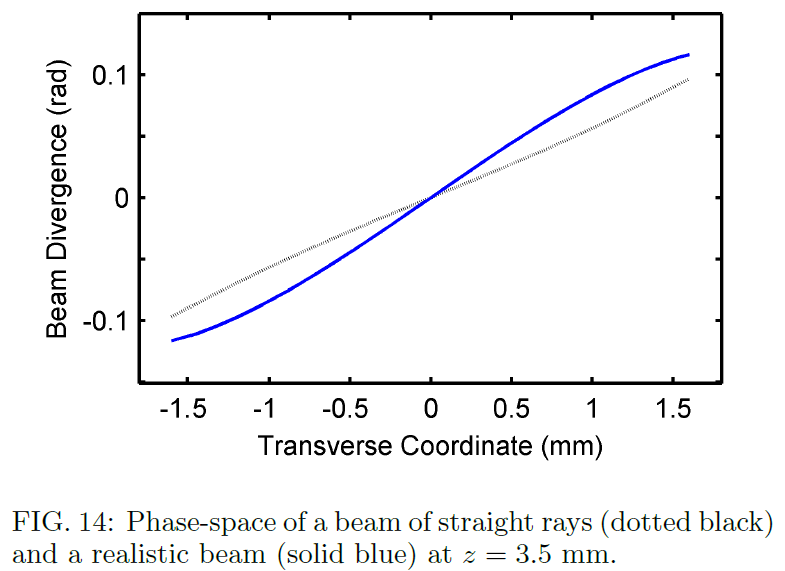 0.1
0
-0.1
Beam Divergence (rad)
-1.5 -1 -0.5 0 0.5 1 1.5
Transverse Coordinate (mm)
FIG. 14: Phase-space of a beam of straight rays (dotted black)
and a realistic beam (solid blue) at z = 3.5 mm.